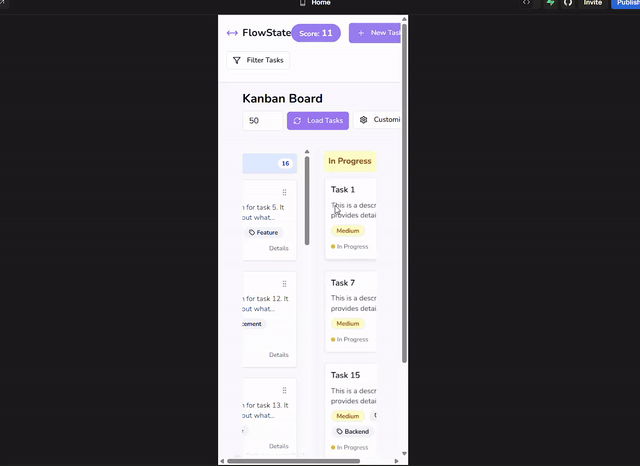 Home
Invite
Publish
FlowState
Score: 11
New Task
Filter Tasks
Kanban Board
50
Load Tasks
Customi
16
In Progress
n for task 5. It
out what...
Feature
Details
Task 1
This is a descr
provides detai
Medium
In Progress
n for task 12. It
out what...
cement
Details
Task 7
This is a descr
provides detai
Medium
In Progress
n for task 13. It
out what...
Details
Task 15
This is a descr
provides detai
Medium
Backend
In Progress